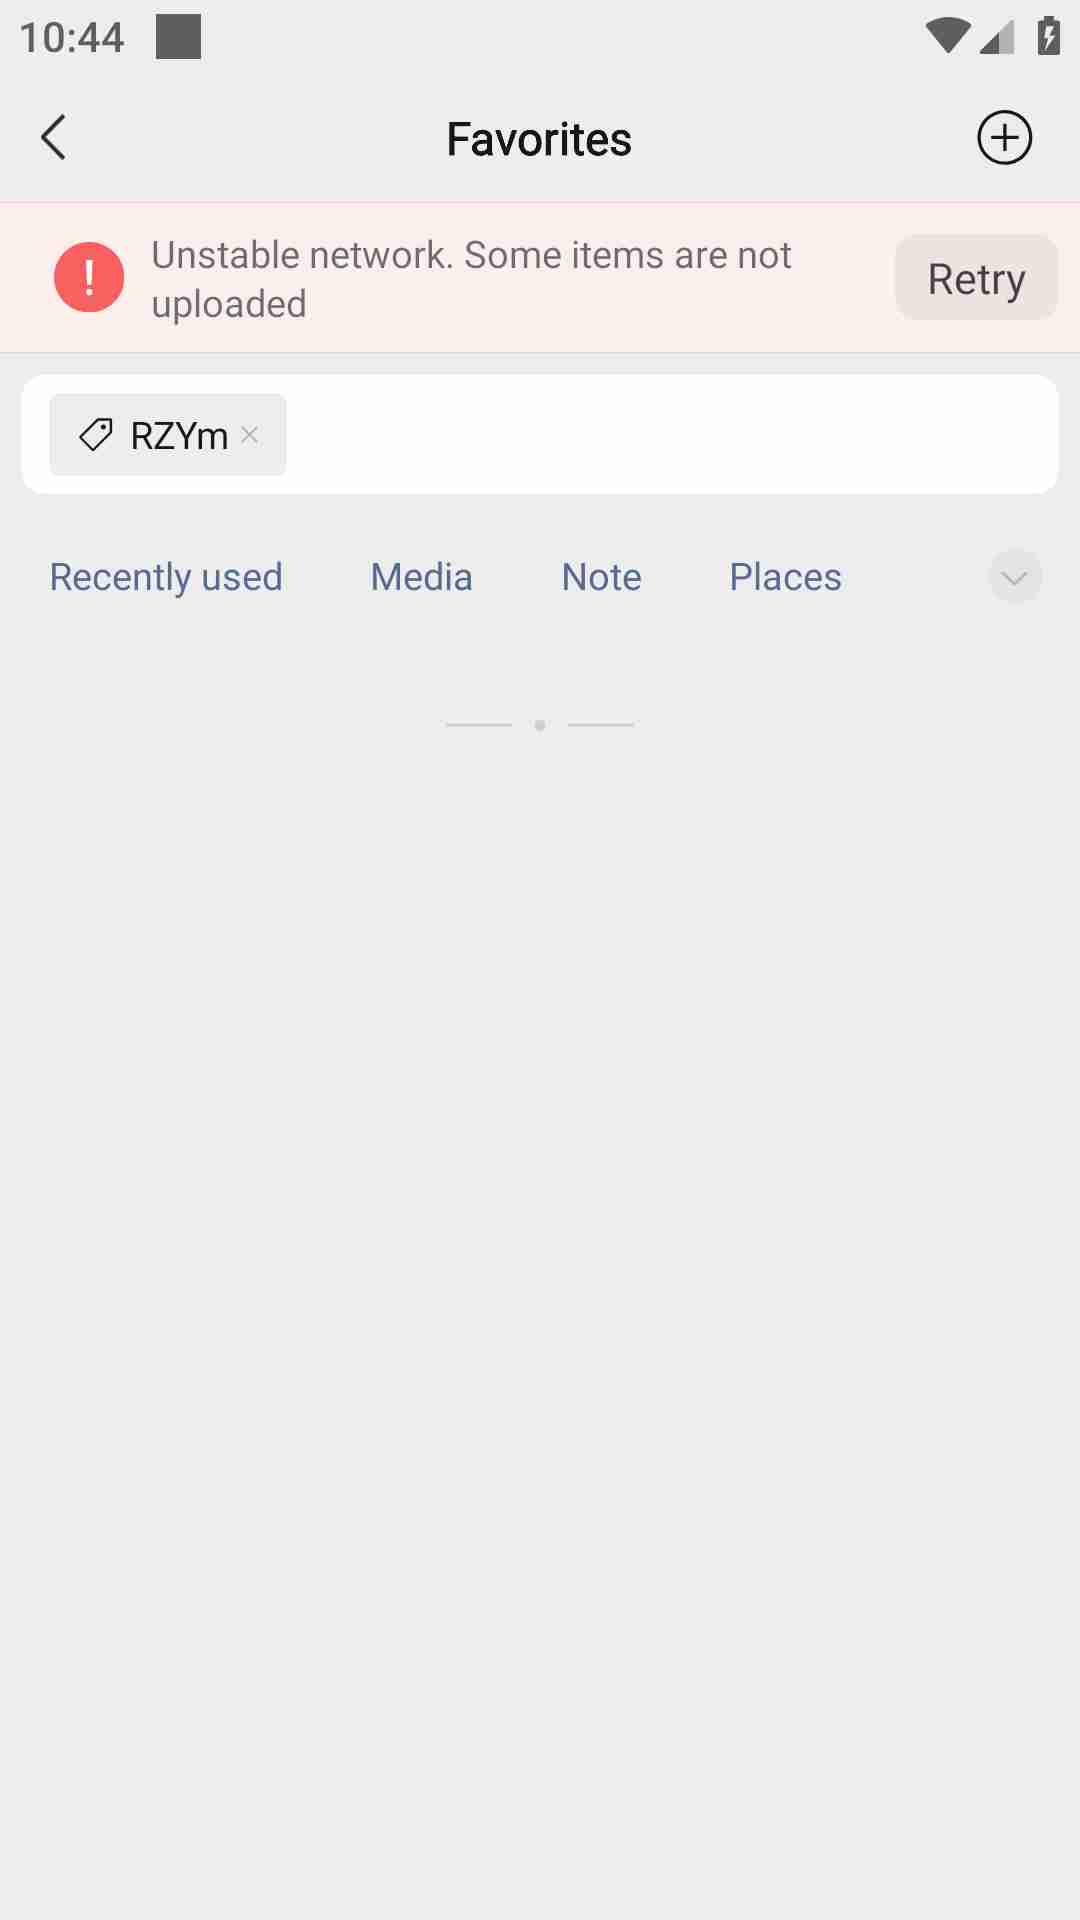 10:44
Favorites
Unstable network. Some items are not
uploaded
Retry
RZYm
Recently used
Media
Note
Places